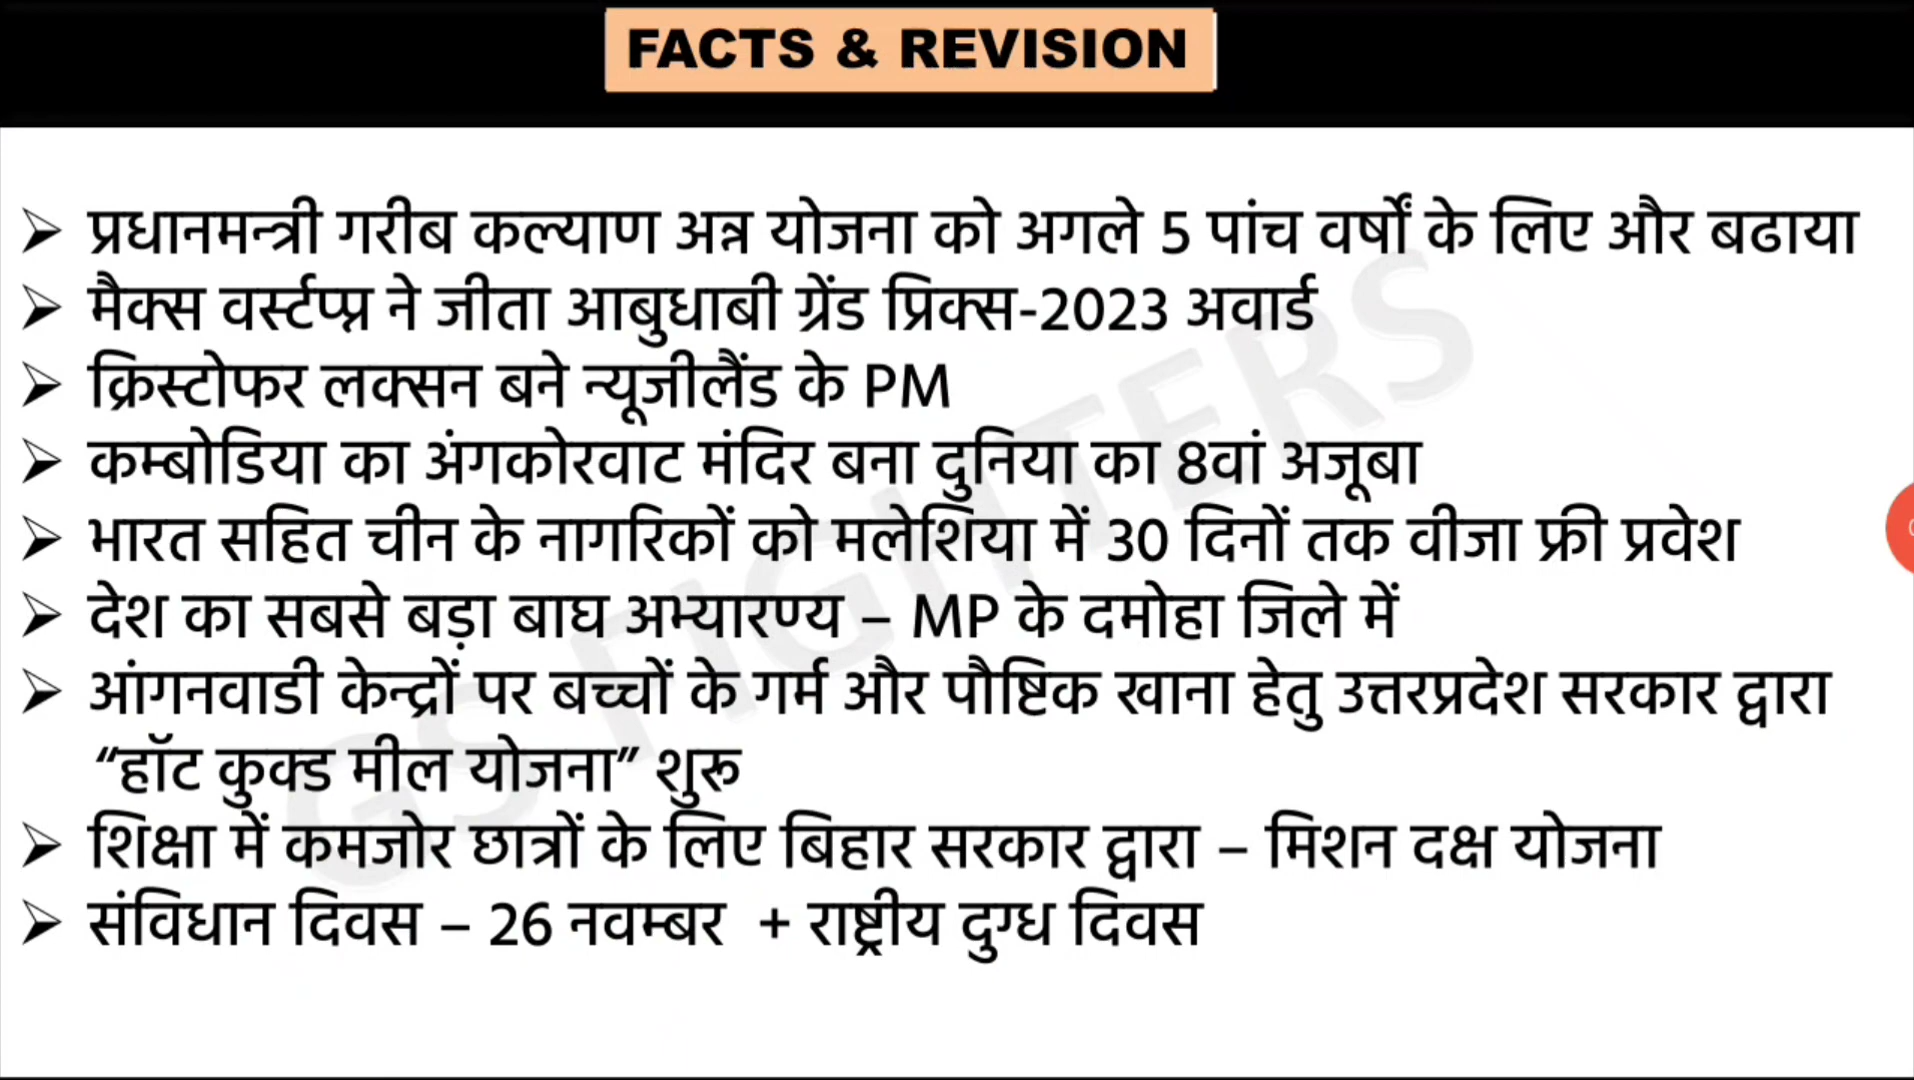 FACTS & REVISION
➢ प्रधानमन्त्री गरीब कल्याण अन्न योजना को अगले 5 पांच वर्षों के लिए और बढाया
➢ मैक्स वर्स्टप्प्न ने जीता आबुधाबी ग्रेंड प्रिक्स-2023 अवार्ड
➢ क्रिस्टोफर लक्सन बने न्यूजीलैंड के PM
➢ कम्बोडिया का अंगकोरवाट मंदिर बना दुनिया का 8वां अजूबा
➢ भारत सहित चीन के नागरिकों को मलेशिया में 30 दिनों तक वीजा फ्री प्रवेश
➢ देश का सबसे बड़ा बाघ अभ्यारण्य – MP के दमोहा जिले में
➢ आंगनवाडी केन्द्रों पर बच्चों के गर्म और पौष्टिक खाना हेतु उत्तरप्रदेश सरकार द्वारा
“हॉट कुक्ड मील योजना” शुरू
➢ शिक्षा में कमजोर छात्रों के लिए बिहार सरकार द्वारा – मिशन दक्ष योजना
➢ संविधान दिवस – 26 नवम्बर + राष्ट्रीय दुग्ध दिवस
GS FIGHTERS